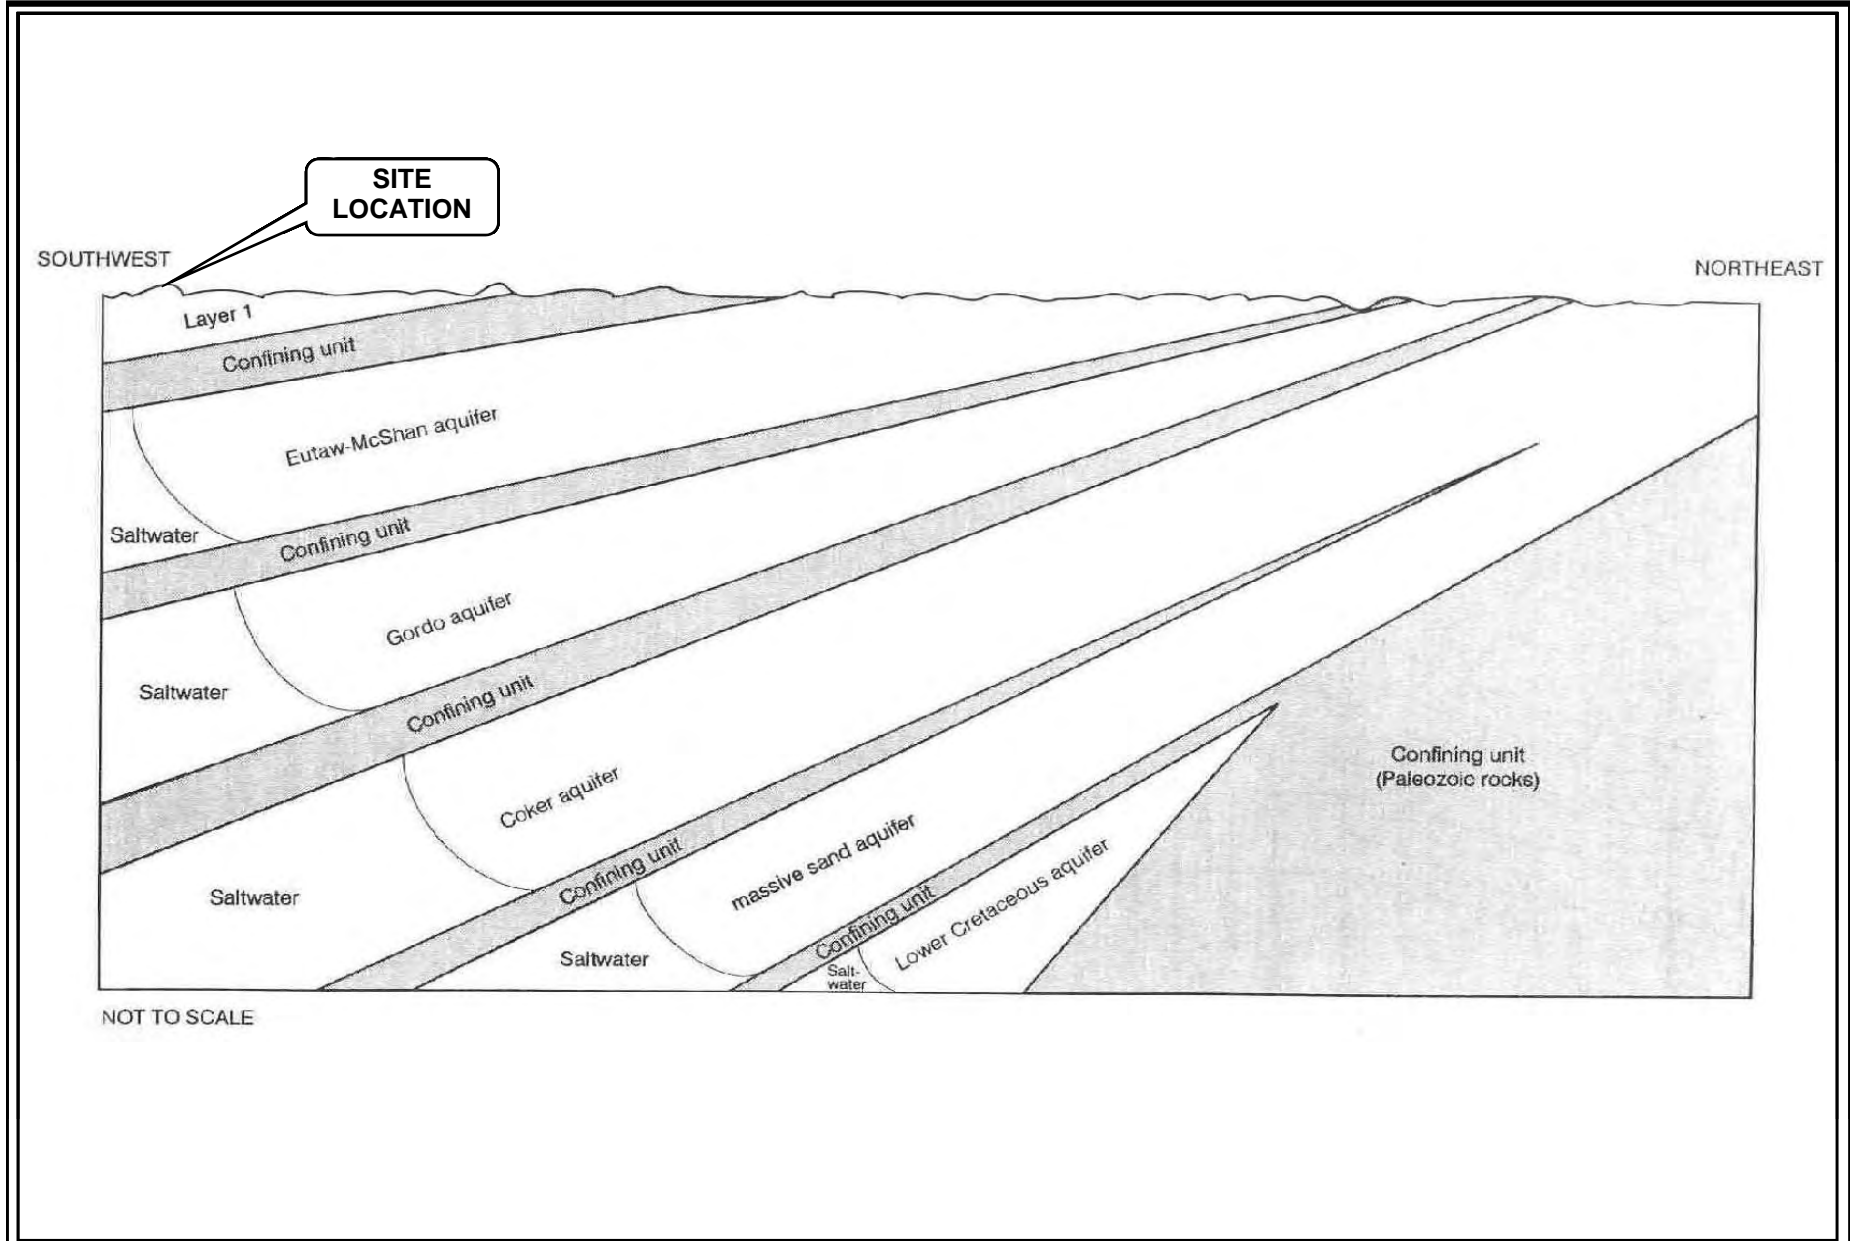 SITE
LOCATION
SOUTHWEST
NORTHEAST
Layer 1
Confining unit
Eutaw-McShan aquifer
Saltwater
Confining unit
Gordo aquifer
Saltwater
Confining unit
Coker aquifer
Saltwater
Confining unit
massive sand aquifer
Saltwater
Confining unit
Lower Cretaceous aquifer
Salt-
water
Confining unit
(Paleozoic rocks)
NOT TO SCALE